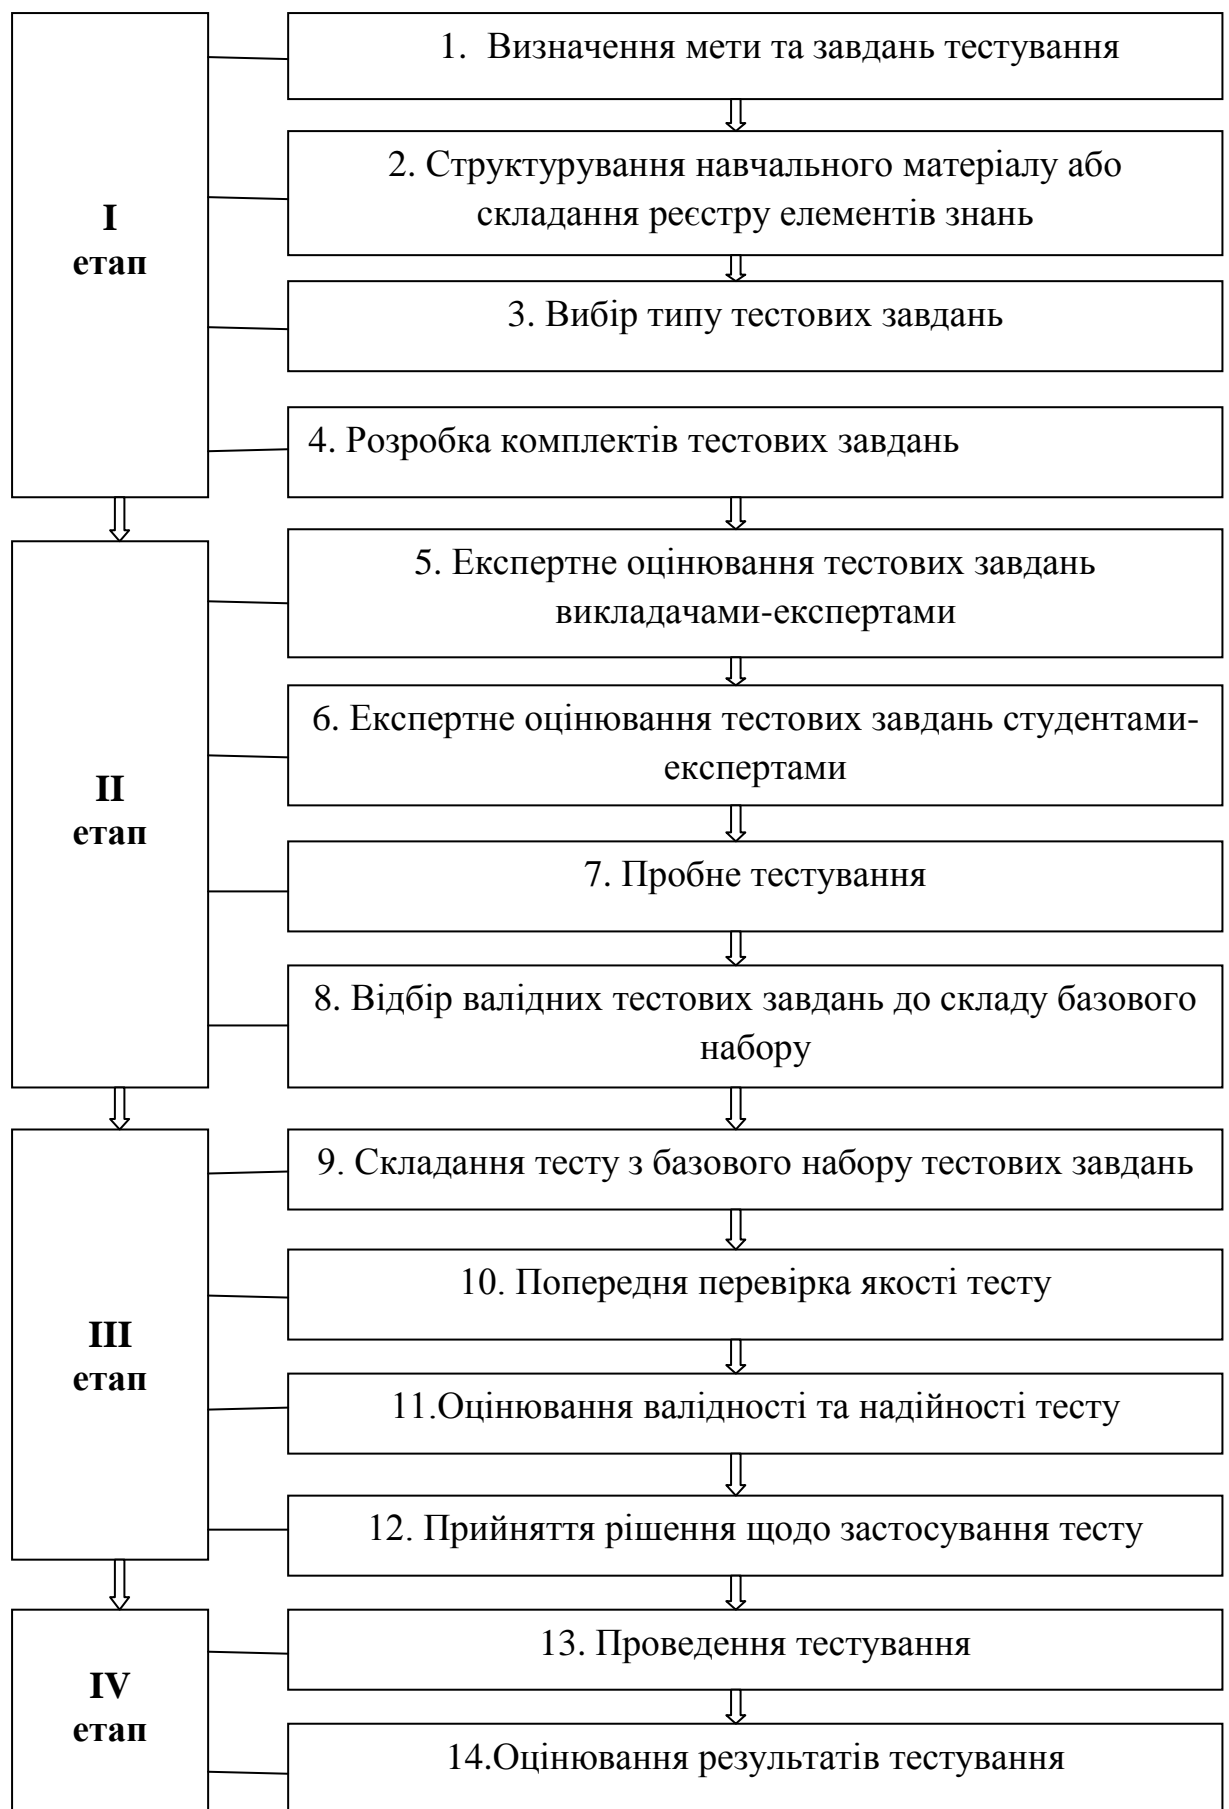 1. Визначення мети та завдань тестування
2. Структурування навчального матеріалу або
складання реєстру елементів знань
I
етап
3. Вибір типу тестових завдань
4. Розробка комплектів тестових завдань
5. Експертне оцінювання тестових завдань
викладачами-експертами
6. Експертне оцінювання тестових завдань студентами-
експертами
II
етап
7. Пробне тестування
8. Відбір валідних тестових завдань до складу базового
набору
9. Складання тесту з базового набору тестових завдань
10. Попередня перевірка якості тесту
III
етап
11.Оцінювання валідності та надійності тесту
12. Прийняття рішення щодо застосування тесту
13. Проведення тестування
IV
етап
14.Оцінювання результатів тестування